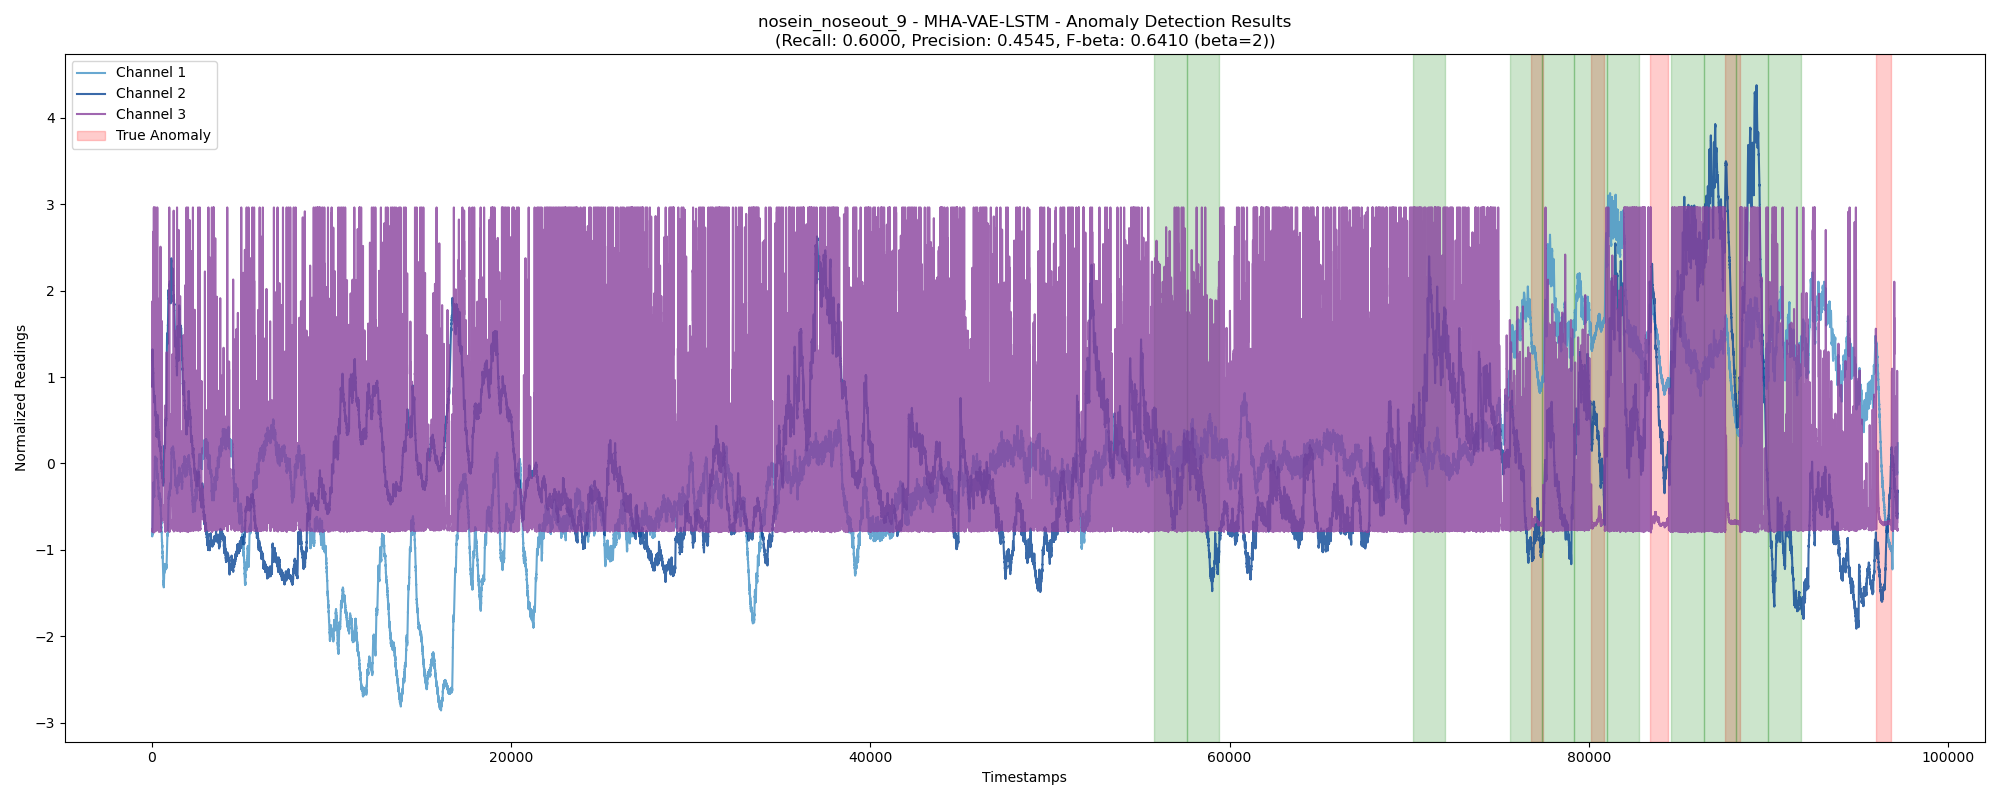 nosein_noseout_9 - MHA-VAE-LSTM - Anomaly Detection Results
(Recall: 0.6000, Precision: 0.4545, F-beta: 0.6410 (beta=2))
Channel 1
Channel 2
Channel 3
True Anomaly
Normalized Readings
4
3
2
1
0
−1
−2
−3
0
20000
40000
60000
80000
100000
Timestamps